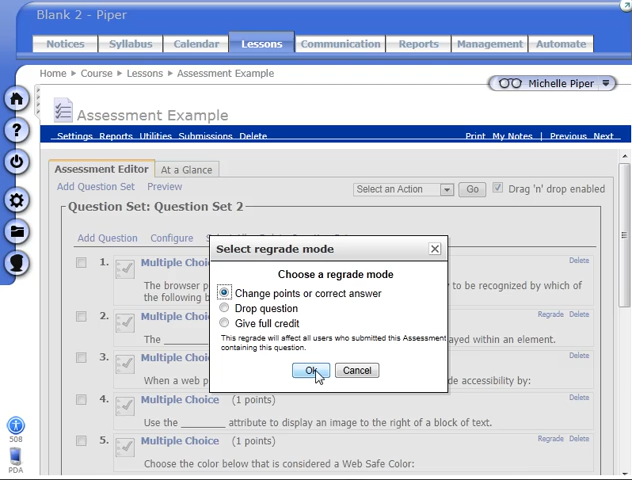 Blank 2 - Piper
Notices Syllabus Calendar Lessons Communication Reports Management Automate
Home Course Lessons Assessment Example
Michelle Piper
Assessment Example
Settings Reports Utilities Submissions Delete Print My Notes | Previous Next
Assessment Editor At a Glance
Add Question Set Preview Select an Action Go Drag 'n' drop enabled
Question Set: Question Set 2
Add Question Configure
Select regrade mode
Choose a regrade mode
Change points or correct answer
Drop question
Give full credit
This regrade will affect all users who submitted this Assessment
containing this question.
Ok Cancel
1. Multiple Choi Delete
The browser p y to be recognized by which of
the following b
2. Multiple Choi Regrade Delete
The ayed within an element.
3. Multiple Choi Delete
When a web p de accessibility by:
4. Multiple Choice (1 points) Delete
Use the ________ attribute to display an image to the right of a block of text.
5. Multiple Choice (1 points) Regrade Delete
Choose the color below that is considered a Web Safe Color:
508
PDA